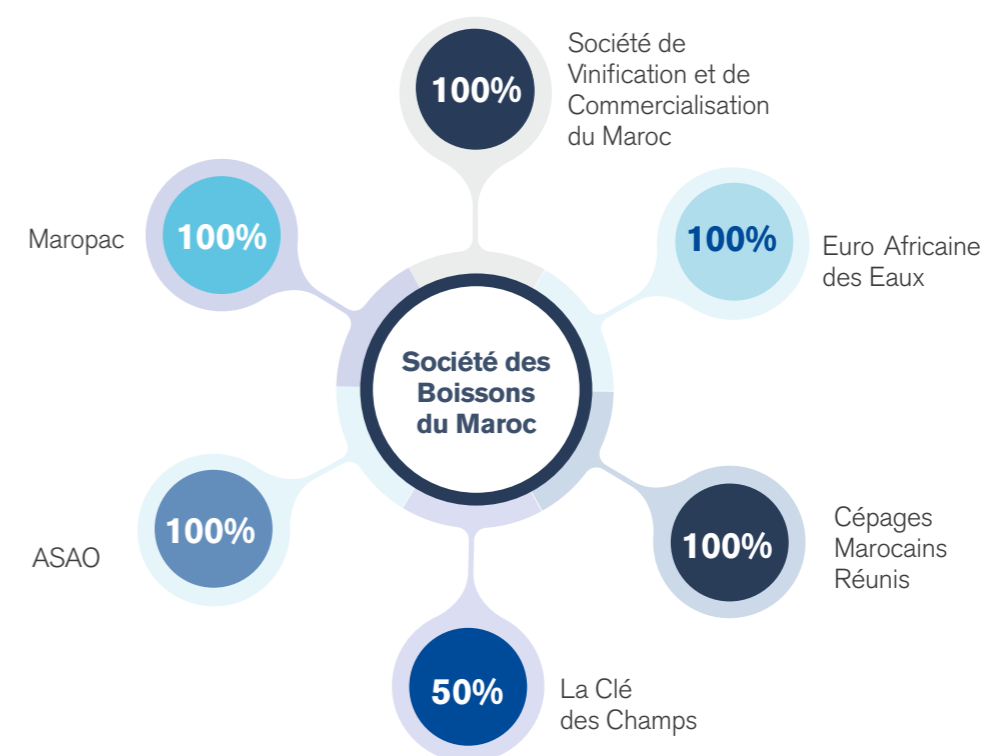 100%
Société de
Vinification et de
Commercialisation
du Maroc
Maropac
100%
100%
Euro Africaine
des Eaux
Société des
Boissons
du Maroc
ASAO
100%
100%
Cépages
Marocains
Réunis
50%
La Clé
des Champs